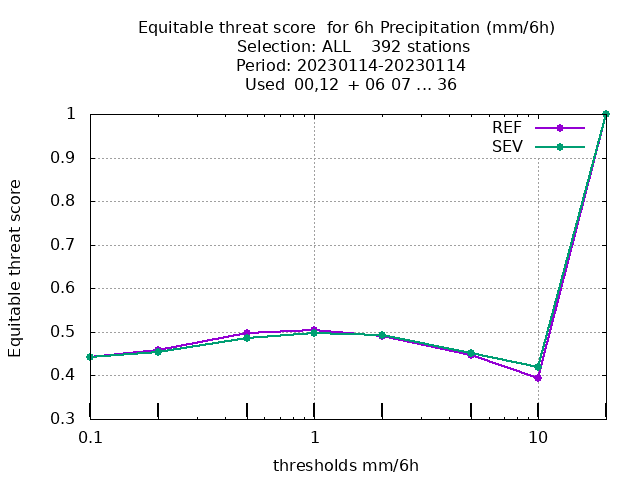 Equitable threat score  for 6h Precipitation (mm/6h)
Selection: ALL    392 stations
Period: 20230114-20230114
Used  00,12  + 06 07 ... 36
1
0.9
0.8
0.7
0.6
0.5
0.4
0.3
Equitable threat score
REF
SEV
0.1
1
10
thresholds mm/6h